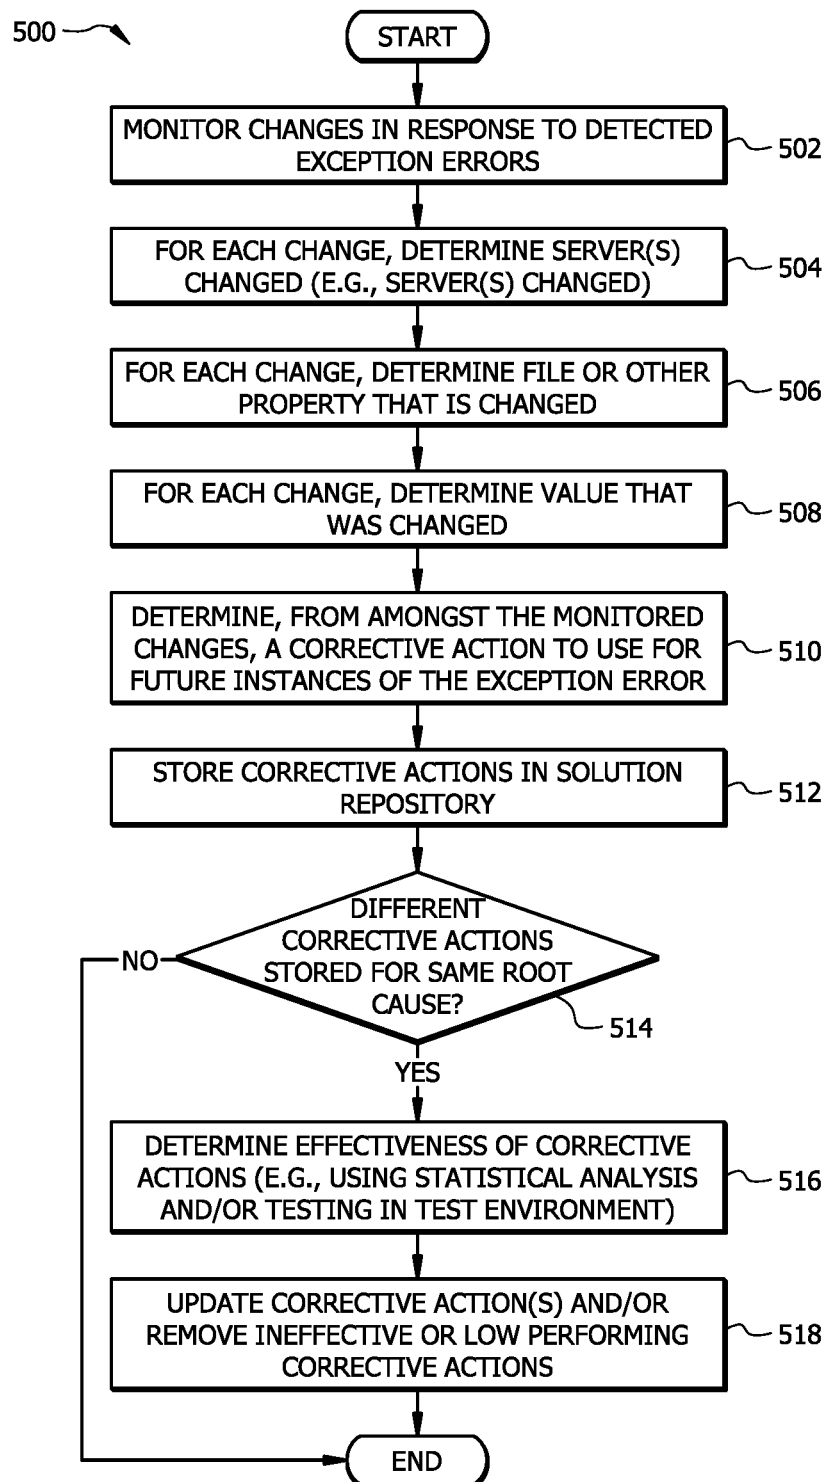 500
START
MONITOR CHANGES IN RESPONSE TO DETECTED
EXCEPTION ERRORS
502
FOR EACH CHANGE, DETERMINE SERVER(S)
CHANGED (E.G., SERVER(S) CHANGED)
504
FOR EACH CHANGE, DETERMINE FILE OR OTHER
PROPERTY THAT IS CHANGED
506
FOR EACH CHANGE, DETERMINE VALUE THAT
WAS CHANGED
508
DETERMINE, FROM AMONGST THE MONITORED
CHANGES, A CORRECTIVE ACTION TO USE FOR
FUTURE INSTANCES OF THE EXCEPTION ERROR
510
STORE CORRECTIVE ACTIONS IN SOLUTION
REPOSITORY
512
DIFFERENT
CORRECTIVE ACTIONS
STORED FOR SAME ROOT
CAUSE?
NO
514
YES
DETERMINE EFFECTIVENESS OF CORRECTIVE
ACTIONS (E.G., USING STATISTICAL ANALYSIS
AND/OR TESTING IN TEST ENVIRONMENT)
516
UPDATE CORRECTIVE ACTION(S) AND/OR
REMOVE INEFFECTIVE OR LOW PERFORMING
CORRECTIVE ACTIONS
518
END